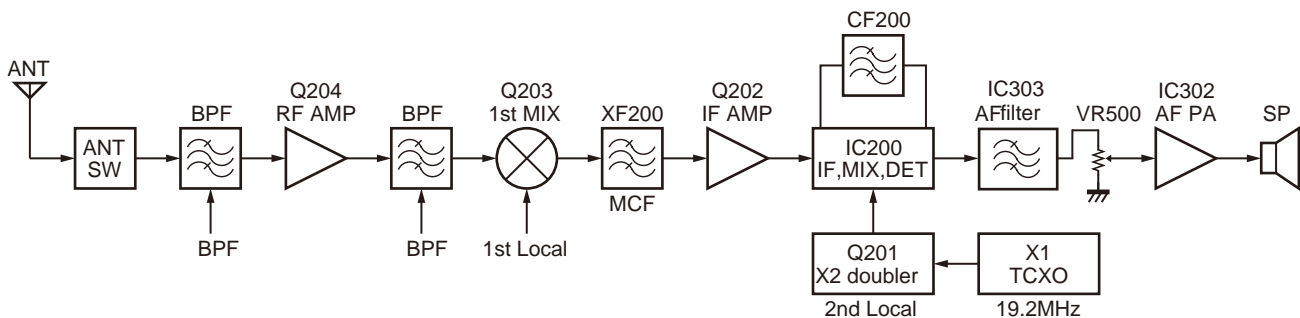 CF200
ANT
Q204
RF AMP
Q203
1st MIX
Q202
IF AMP
IC303
AFfilter
IC302
AF PA
BPF
BPF
XF200
VR500
SP
ANT
SW
IC200
IF,MIX,DET
MCF
BPF
BPF
1st Local
Q201
X2 doubler
X1
TCXO
2nd Local
19.2MHz